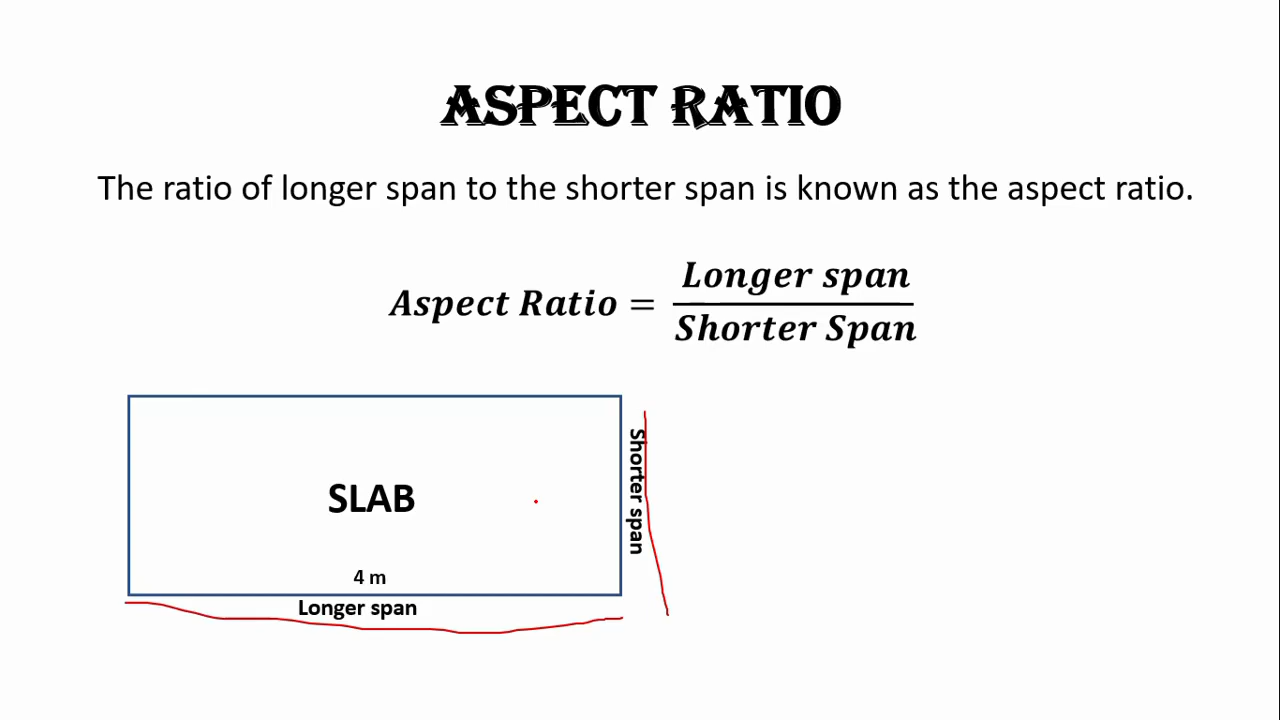 ASPECT RATIO
The ratio of longer span to the shorter span is known as the aspect ratio.
Aspect Ratio = Longer span / Shorter Span
SLAB
Shorter span
4 m
Longer span